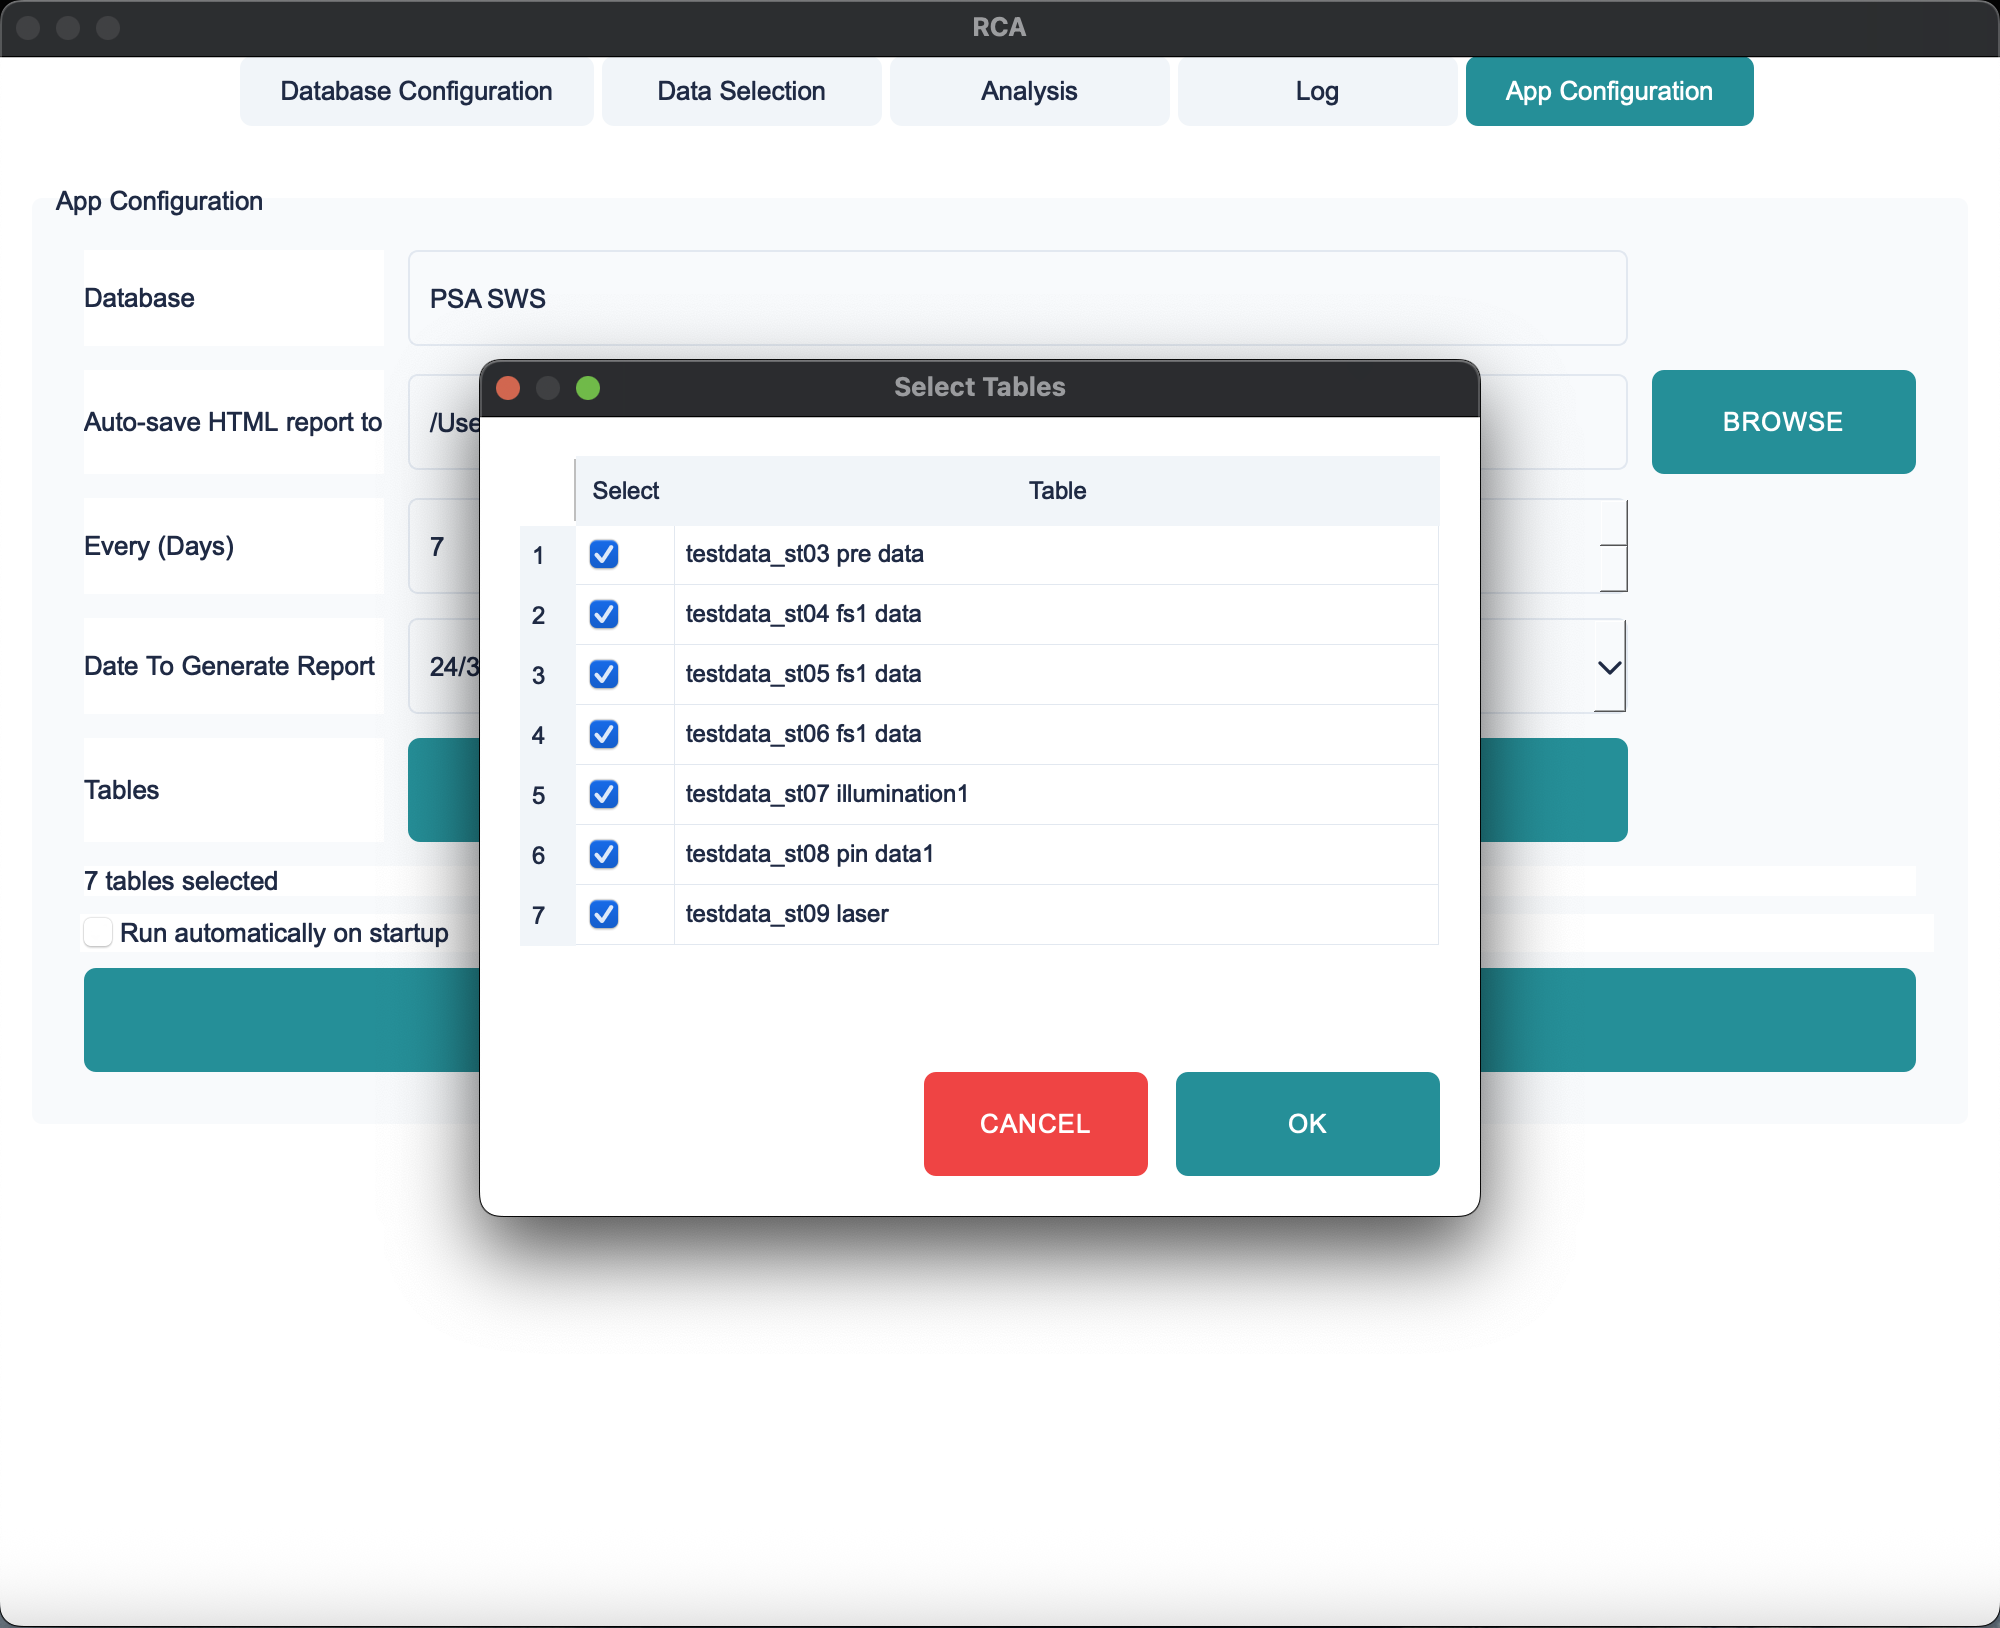 RCA
Database Configuration
Data Selection
Analysis
Log
App Configuration
App Configuration
Database
PSA SWS
Auto-save HTML report to
/Use
BROWSE
Every (Days)
7
Date To Generate Report
24/3
Tables
7 tables selected
Run automatically on startup
Select Tables
Select Table
1 testdata_st03 pre data
2 testdata_st04 fs1 data
3 testdata_st05 fs1 data
4 testdata_st06 fs1 data
5 testdata_st07 illumination1
6 testdata_st08 pin data1
7 testdata_st09 laser
CANCEL
OK